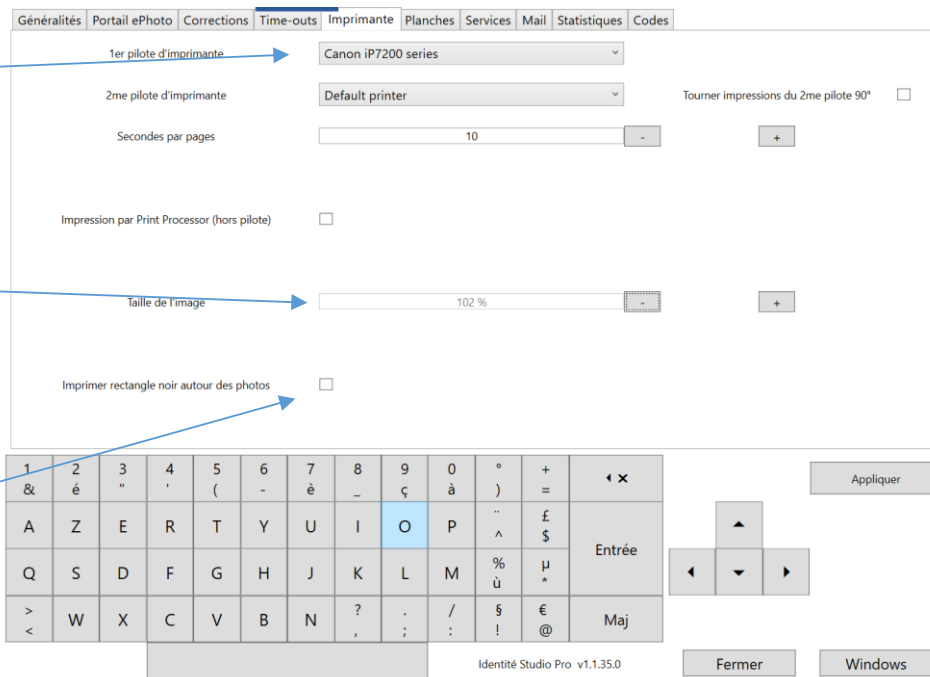 Généralités Portail ePhoto Corrections Time-outs Imprimante Planches Services Mail Statistiques Codes
1er pilote d'imprimante Canon iP7200 series
2me pilote d'imprimante Default printer Tourner impressions du 2me pilote 90°
Secondes par pages 10 - +
Impression par Print Processor (hors pilote)
Taille de l'image 102 % - +
Imprimer rectangle noir autour des photos
1 2 3 4 5 6 7 8 9 0 ° +
& é " ' ( - è _ ç à ) =
Appliquer
A Z E R T Y U I O P ¨ £
^ $
Entrée
Q S D F G H J K L M % µ
ù *
> W X C V B N ? . / § €
< , ; : ! @
Maj
Identité Studio Pro v1.1.35.0 Fermer Windows